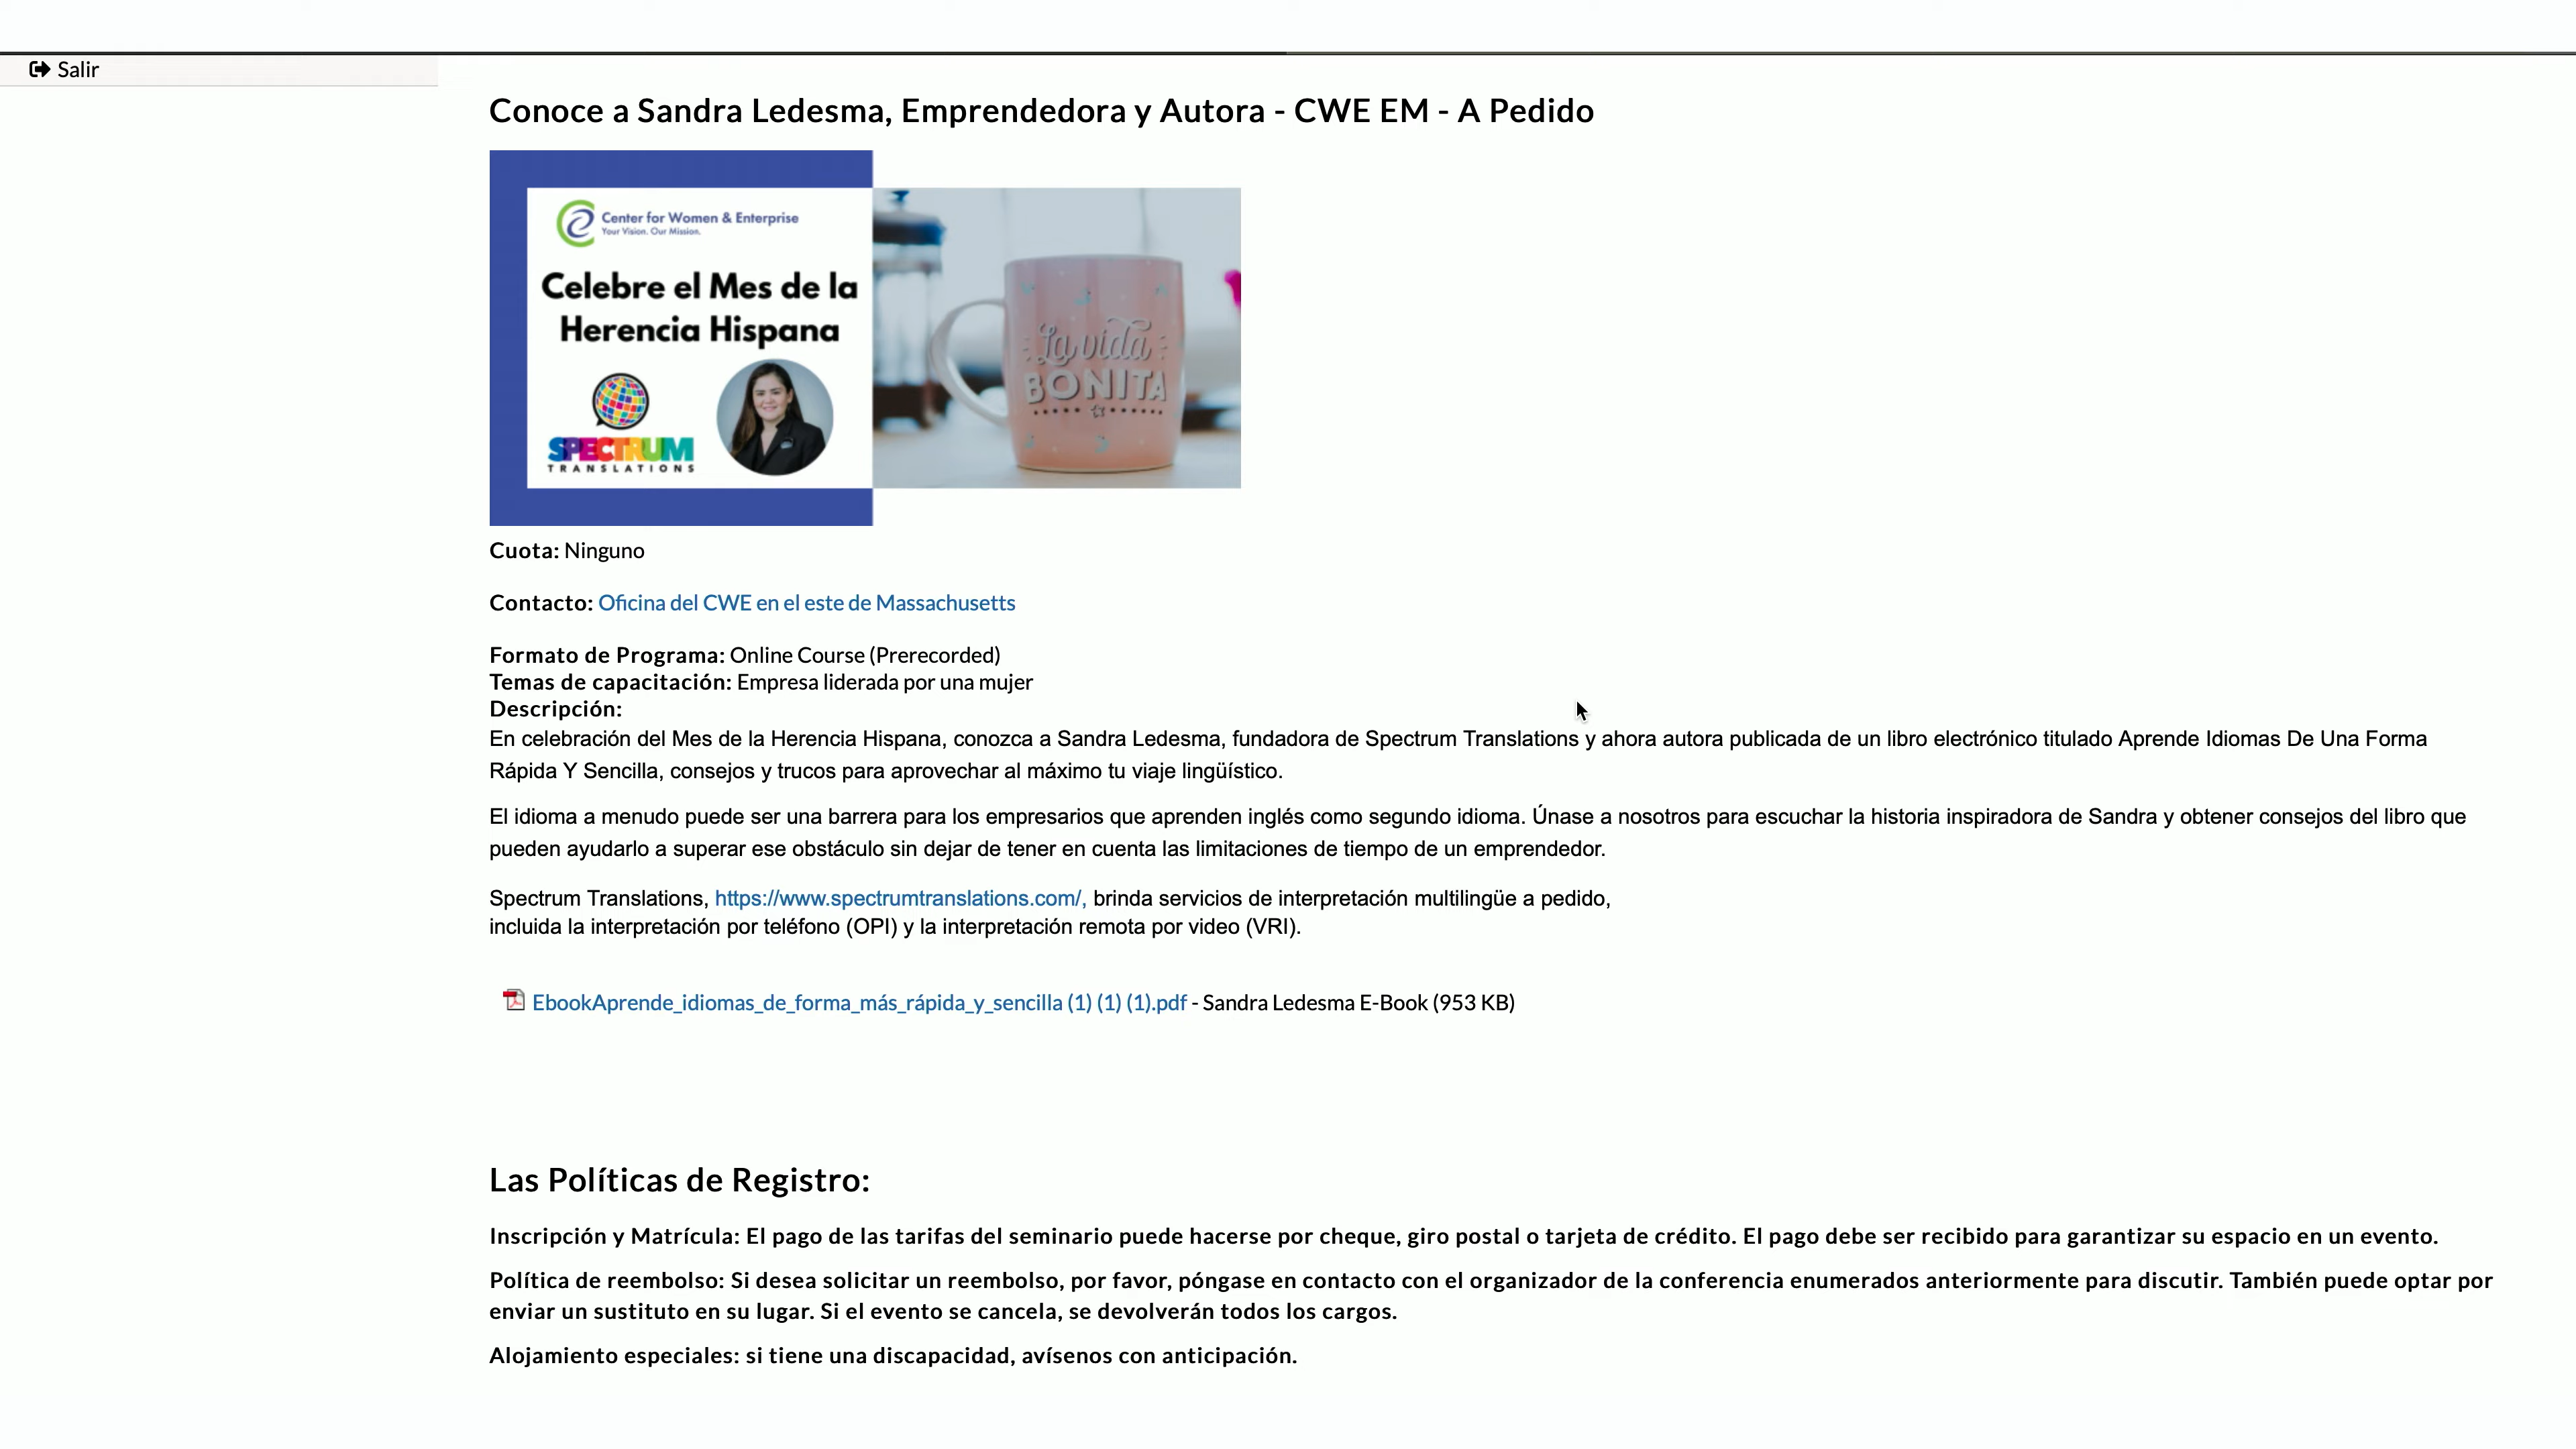 Salir
Conoce a Sandra Ledesma, Emprendedora y Autora - CWE EM - A Pedido
Center for Women & Enterprise
Your Vision. Our Mission.
Celebre el Mes de la
Herencia Hispana
SPECTRUM
TRANSLATIONS
La vida
BONITA
Cuota: Ninguno
Contacto: Oficina del CWE en el este de Massachusetts
Formato de Programa: Online Course (Prerecorded)
Temas de capacitación: Empresa liderada por una mujer
Descripción:
En celebración del Mes de la Herencia Hispana, conozca a Sandra Ledesma, fundadora de Spectrum Translations y ahora autora publicada de un libro electrónico titulado Aprende Idiomas De Una Forma
Rápida Y Sencilla, consejos y trucos para aprovechar al máximo tu viaje lingüístico.
El idioma a menudo puede ser una barrera para los empresarios que aprenden inglés como segundo idioma. Únase a nosotros para escuchar la historia inspiradora de Sandra y obtener consejos del libro que
pueden ayudarlo a superar ese obstáculo sin dejar de tener en cuenta las limitaciones de tiempo de un emprendedor.
Spectrum Translations, https://www.spectrumtranslations.com/, brinda servicios de interpretación multilingüe a pedido,
incluida la interpretación por teléfono (OPI) y la interpretación remota por video (VRI).
EbookAprende_idiomas_de_forma_más_rápida_y_sencilla (1) (1) (1).pdf - Sandra Ledesma E-Book (953 KB)
Las Políticas de Registro:
Inscripción y Matrícula: El pago de las tarifas del seminario puede hacerse por cheque, giro postal o tarjeta de crédito. El pago debe ser recibido para garantizar su espacio en un evento.
Política de reembolso: Si desea solicitar un reembolso, por favor, póngase en contacto con el organizador de la conferencia enumerados anteriormente para discutir. También puede optar por
enviar un sustituto en su lugar. Si el evento se cancela, se devolverán todos los cargos.
Alojamiento especiales: si tiene una discapacidad, avísenos con anticipación.